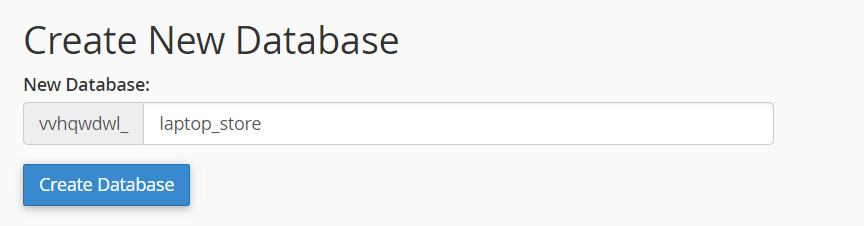 Create New Database
New Database:
vvhqwdwl_ laptop_store
Create Database